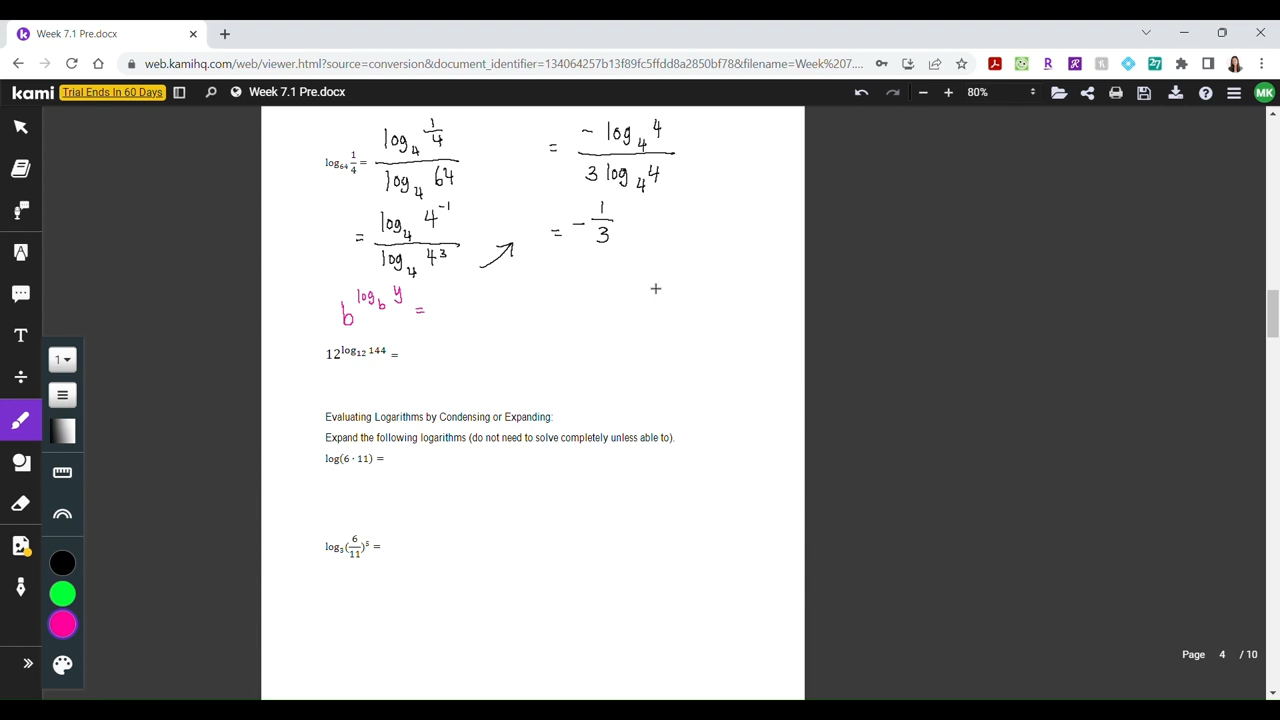 Week 7.1 Pre.docx
web.kamihq.com/web/viewer.html?source=conversion&document_identifier=134064257b13f89fc5ffdd8a2850bf78&filename=Week%207....
kami Trial Ends In 60 Days Week 7.1 Pre.docx 80% MK
log₆₄ 1/4 = (log₄ 1/4)/(log₄ 64) = (- log₄ 4)/(3 log₄ 4)
= (log₄ 4⁻¹)/(log₄ 4³) = - 1/3
b^(log_b y) =
12^(log₁₂ 144) =
Evaluating Logarithms by Condensing or Expanding:
Expand the following logarithms (do not need to solve completely unless able to).
log(6 · 11) =
log₃(6/11)⁵ =
T
1
Page 4 / 10